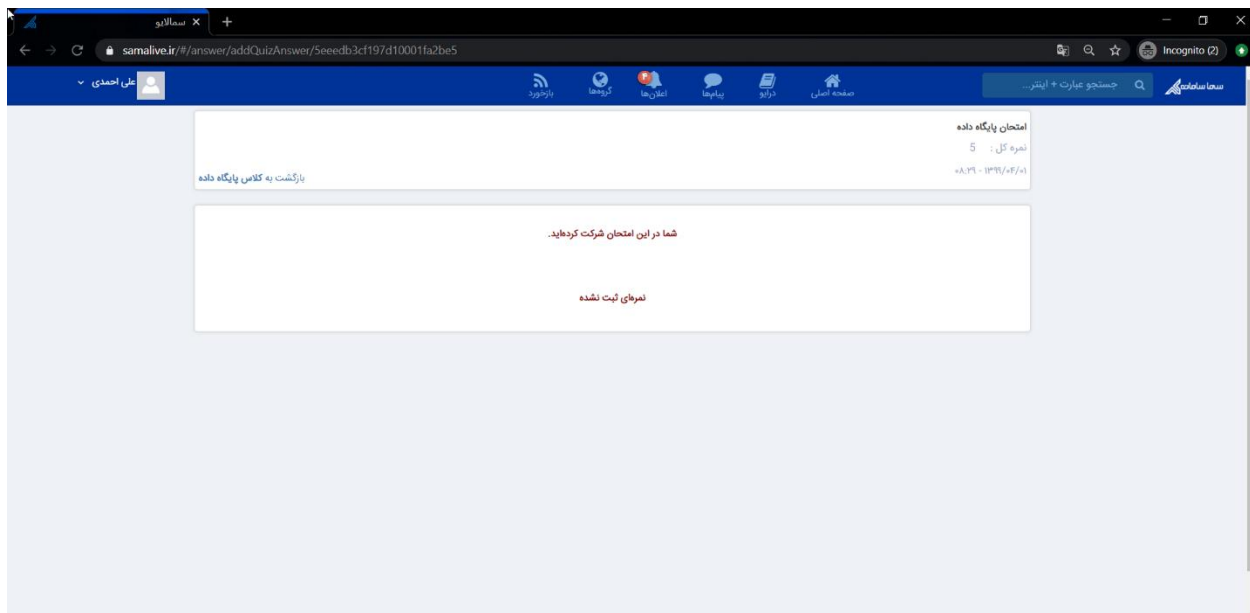 سمالایو
samalive.ir/#/answer/addQuizAnswer/5eeedb3cf197d10001fa2be5
Incognito (2)
سما سامانه
جستجو عبارت + اینتر...
صفحه اصلی
درایو
پیام‌ها
اعلان‌ها
گروه‌ها
بازخورد
علی احمدی
امتحان پایگاه داده
نمره کل : 5
۱۳۹۹/۰۴/۰۱ - ۰۸:۲۹
بازگشت به کلاس پایگاه داده
شما در این امتحان شرکت کرده‌اید.
نمره‌ای ثبت نشده